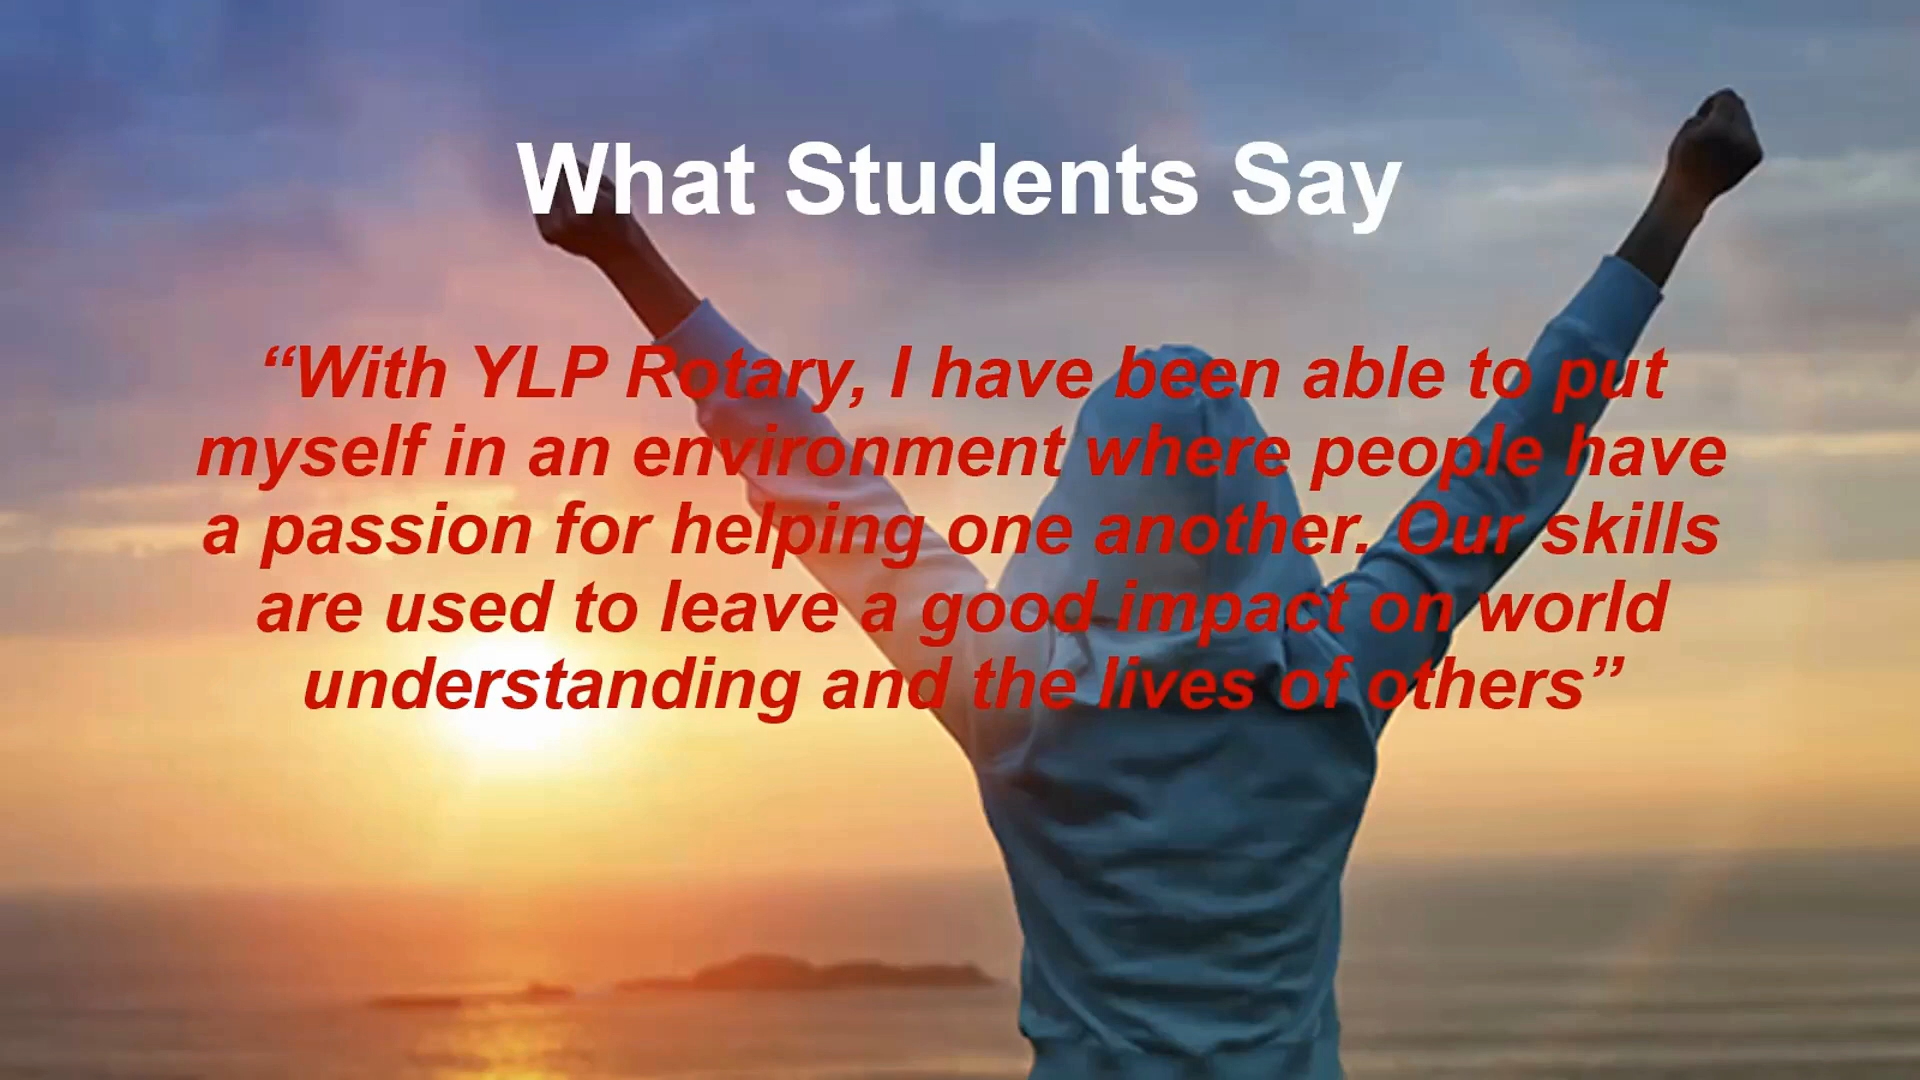 What Students Say
“With YLP Rotary, I have been able to put
myself in an environment where people have
a passion for helping one another. Our skills
are used to leave a good impact on world
understanding and the lives of others”